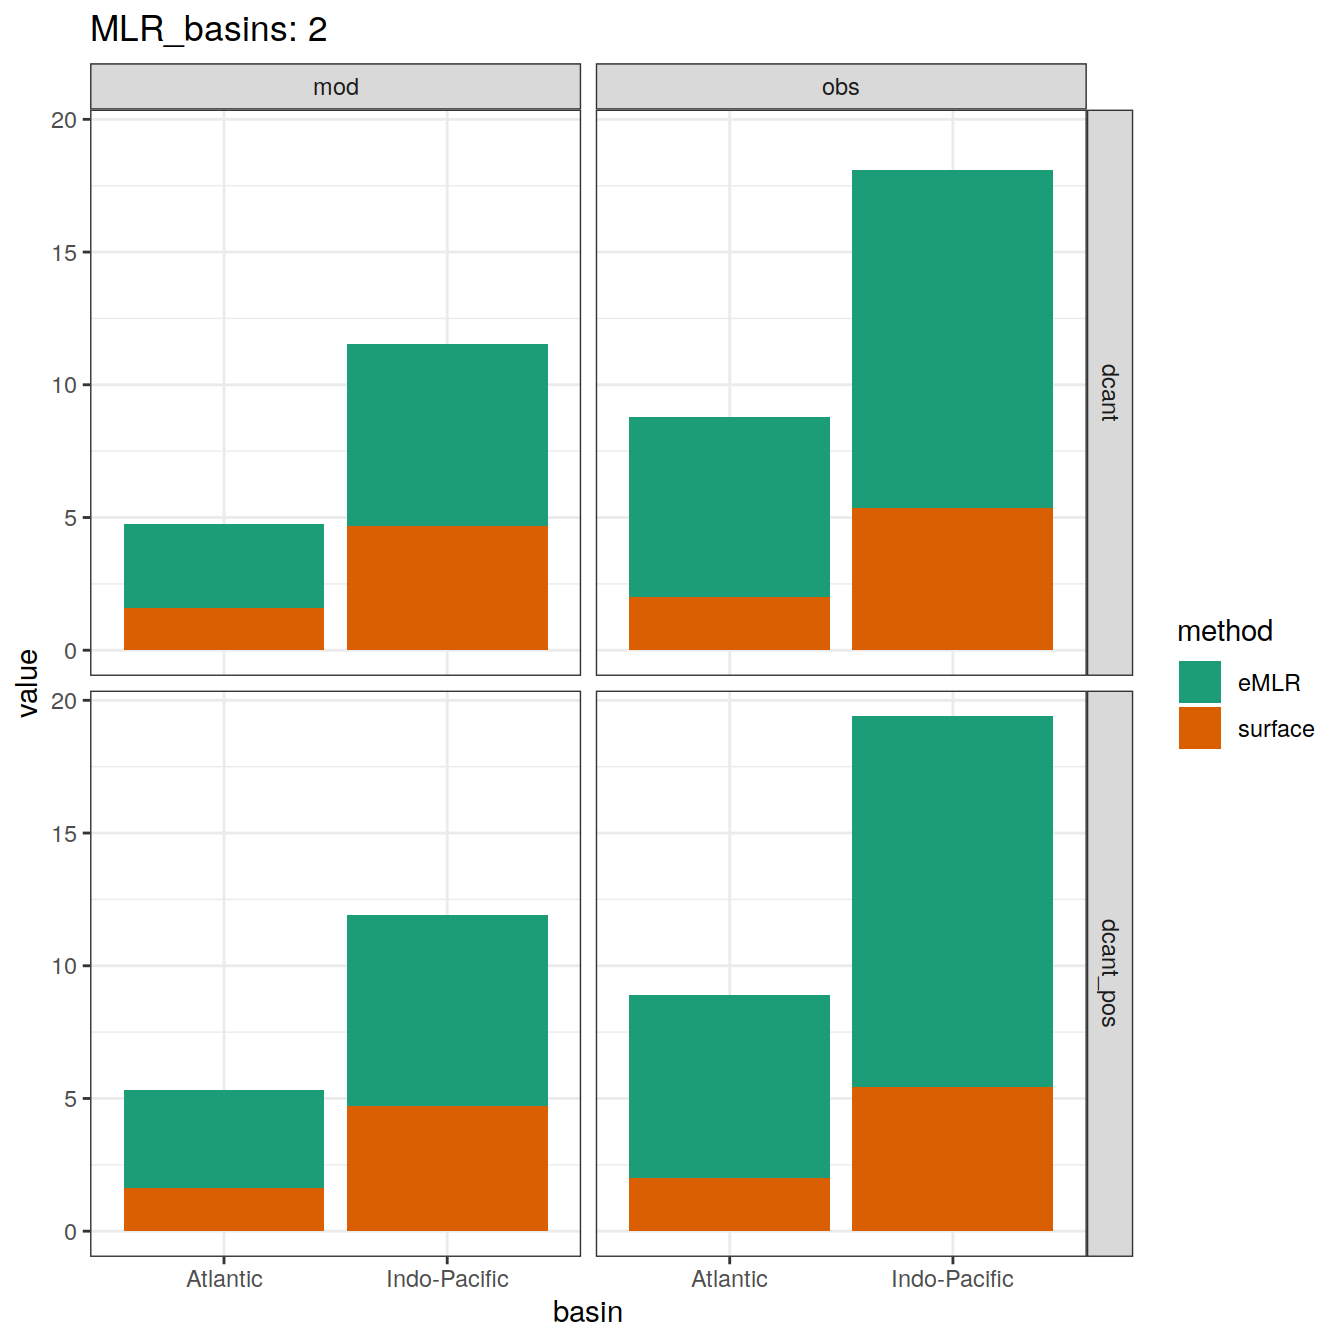 MLR_basins: 2
mod
obs
20
15
10
5
0
dcant
value
20
15
10
5
0
dcant_pos
method
eMLR
surface
Atlantic
Indo-Pacific
Atlantic
Indo-Pacific
basin